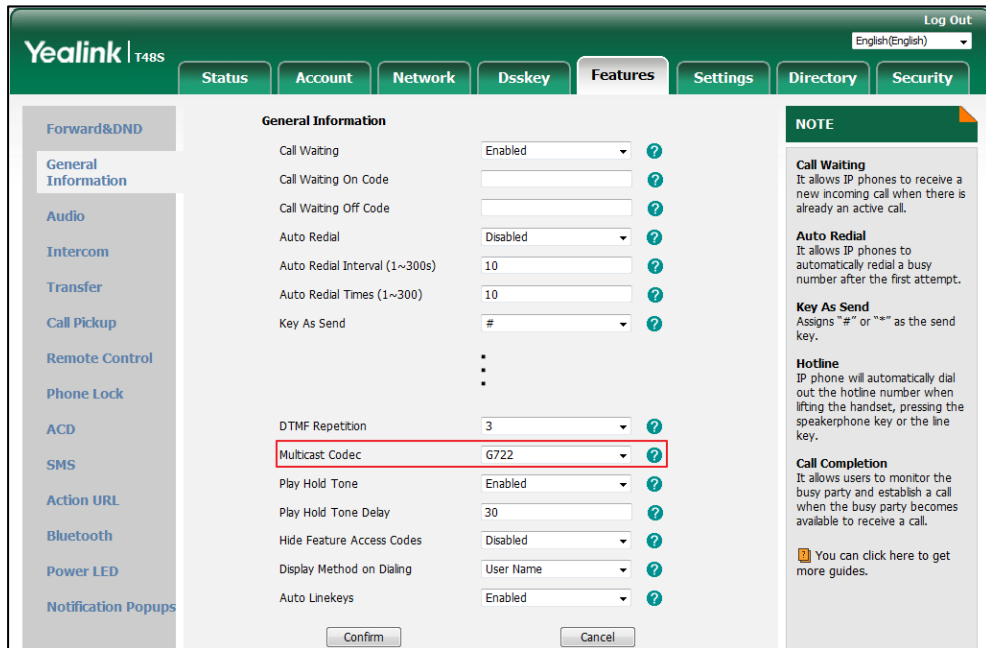 Log Out
English(English)
Yealink T48S
Status Account Network Dsskey Features Settings Directory Security
Forward&DND
General
Information
Audio
Intercom
Transfer
Call Pickup
Remote Control
Phone Lock
ACD
SMS
Action URL
Bluetooth
Power LED
Notification Popups
General Information
Call Waiting Enabled ?
Call Waiting On Code ?
Call Waiting Off Code ?
Auto Redial Disabled ?
Auto Redial Interval (1~300s) 10 ?
Auto Redial Times (1~300) 10 ?
Key As Send # ?
DTMF Repetition 3 ?
Multicast Codec G722 ?
Play Hold Tone Enabled ?
Play Hold Tone Delay 30 ?
Hide Feature Access Codes Disabled ?
Display Method on Dialing User Name ?
Auto Linekeys Enabled ?
Confirm Cancel
NOTE
Call Waiting
It allows IP phones to receive a
new incoming call when there is
already an active call.
Auto Redial
It allows IP phones to
automatically redial a busy
number after the first attempt.
Key As Send
Assigns "#" or "*" as the send
key.
Hotline
IP phone will automatically dial
out the hotline number when
lifting the handset, pressing the
speakerphone key or the line
key.
Call Completion
It allows users to monitor the
busy party and establish a call
when the busy party becomes
available to receive a call.
? You can click here to get
more guides.